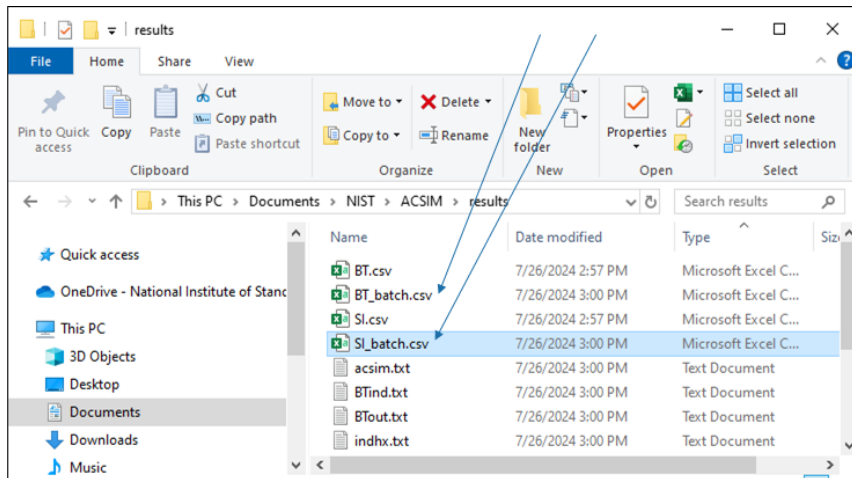 results
File Home Share View
Pin to Quick access
Copy
Paste
Cut
Copy path
Paste shortcut
Clipboard
Move to
Copy to
Delete
Rename
Organize
New folder
New
Properties
Open
Select all
Select none
Invert selection
Select
This PC > Documents > NIST > ACSIM > results
Search results
Quick access
OneDrive - National Institute of Stanc
This PC
3D Objects
Desktop
Documents
Downloads
Music
Name Date modified Type Siz
BT.csv 7/26/2024 2:57 PM Microsoft Excel C...
BT_batch.csv 7/26/2024 3:00 PM Microsoft Excel C...
SI.csv 7/26/2024 2:57 PM Microsoft Excel C...
SI_batch.csv 7/26/2024 3:00 PM Microsoft Excel C...
acsim.txt 7/26/2024 3:00 PM Text Document
BTind.txt 7/26/2024 3:00 PM Text Document
BTout.txt 7/26/2024 3:00 PM Text Document
indhx.txt 7/26/2024 3:00 PM Text Document